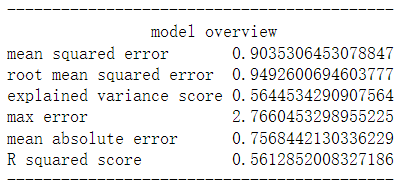 ----------------------------------------------
model overview
mean squared error 0.9035306453078847
root mean squared error 0.9492600694603777
explained variance score 0.5644534290907564
max error 2.7660453298955225
mean absolute error 0.7568442130336229
R squared score 0.5612852008327186
----------------------------------------------